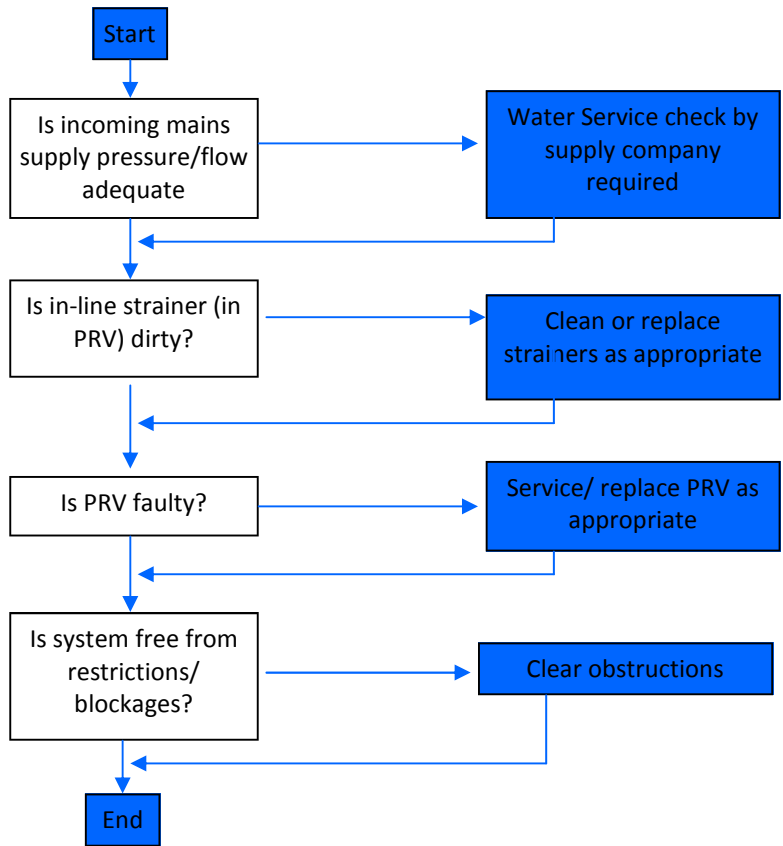 Start
Is incoming mains
supply pressure/flow
adequate
Water Service check by
supply company
required
Is in-line strainer (in
PRV) dirty?
Clean or replace
strainers as appropriate
Is PRV faulty?
Service/ replace PRV as
appropriate
Is system free from
restrictions/
blockages?
Clear obstructions
End